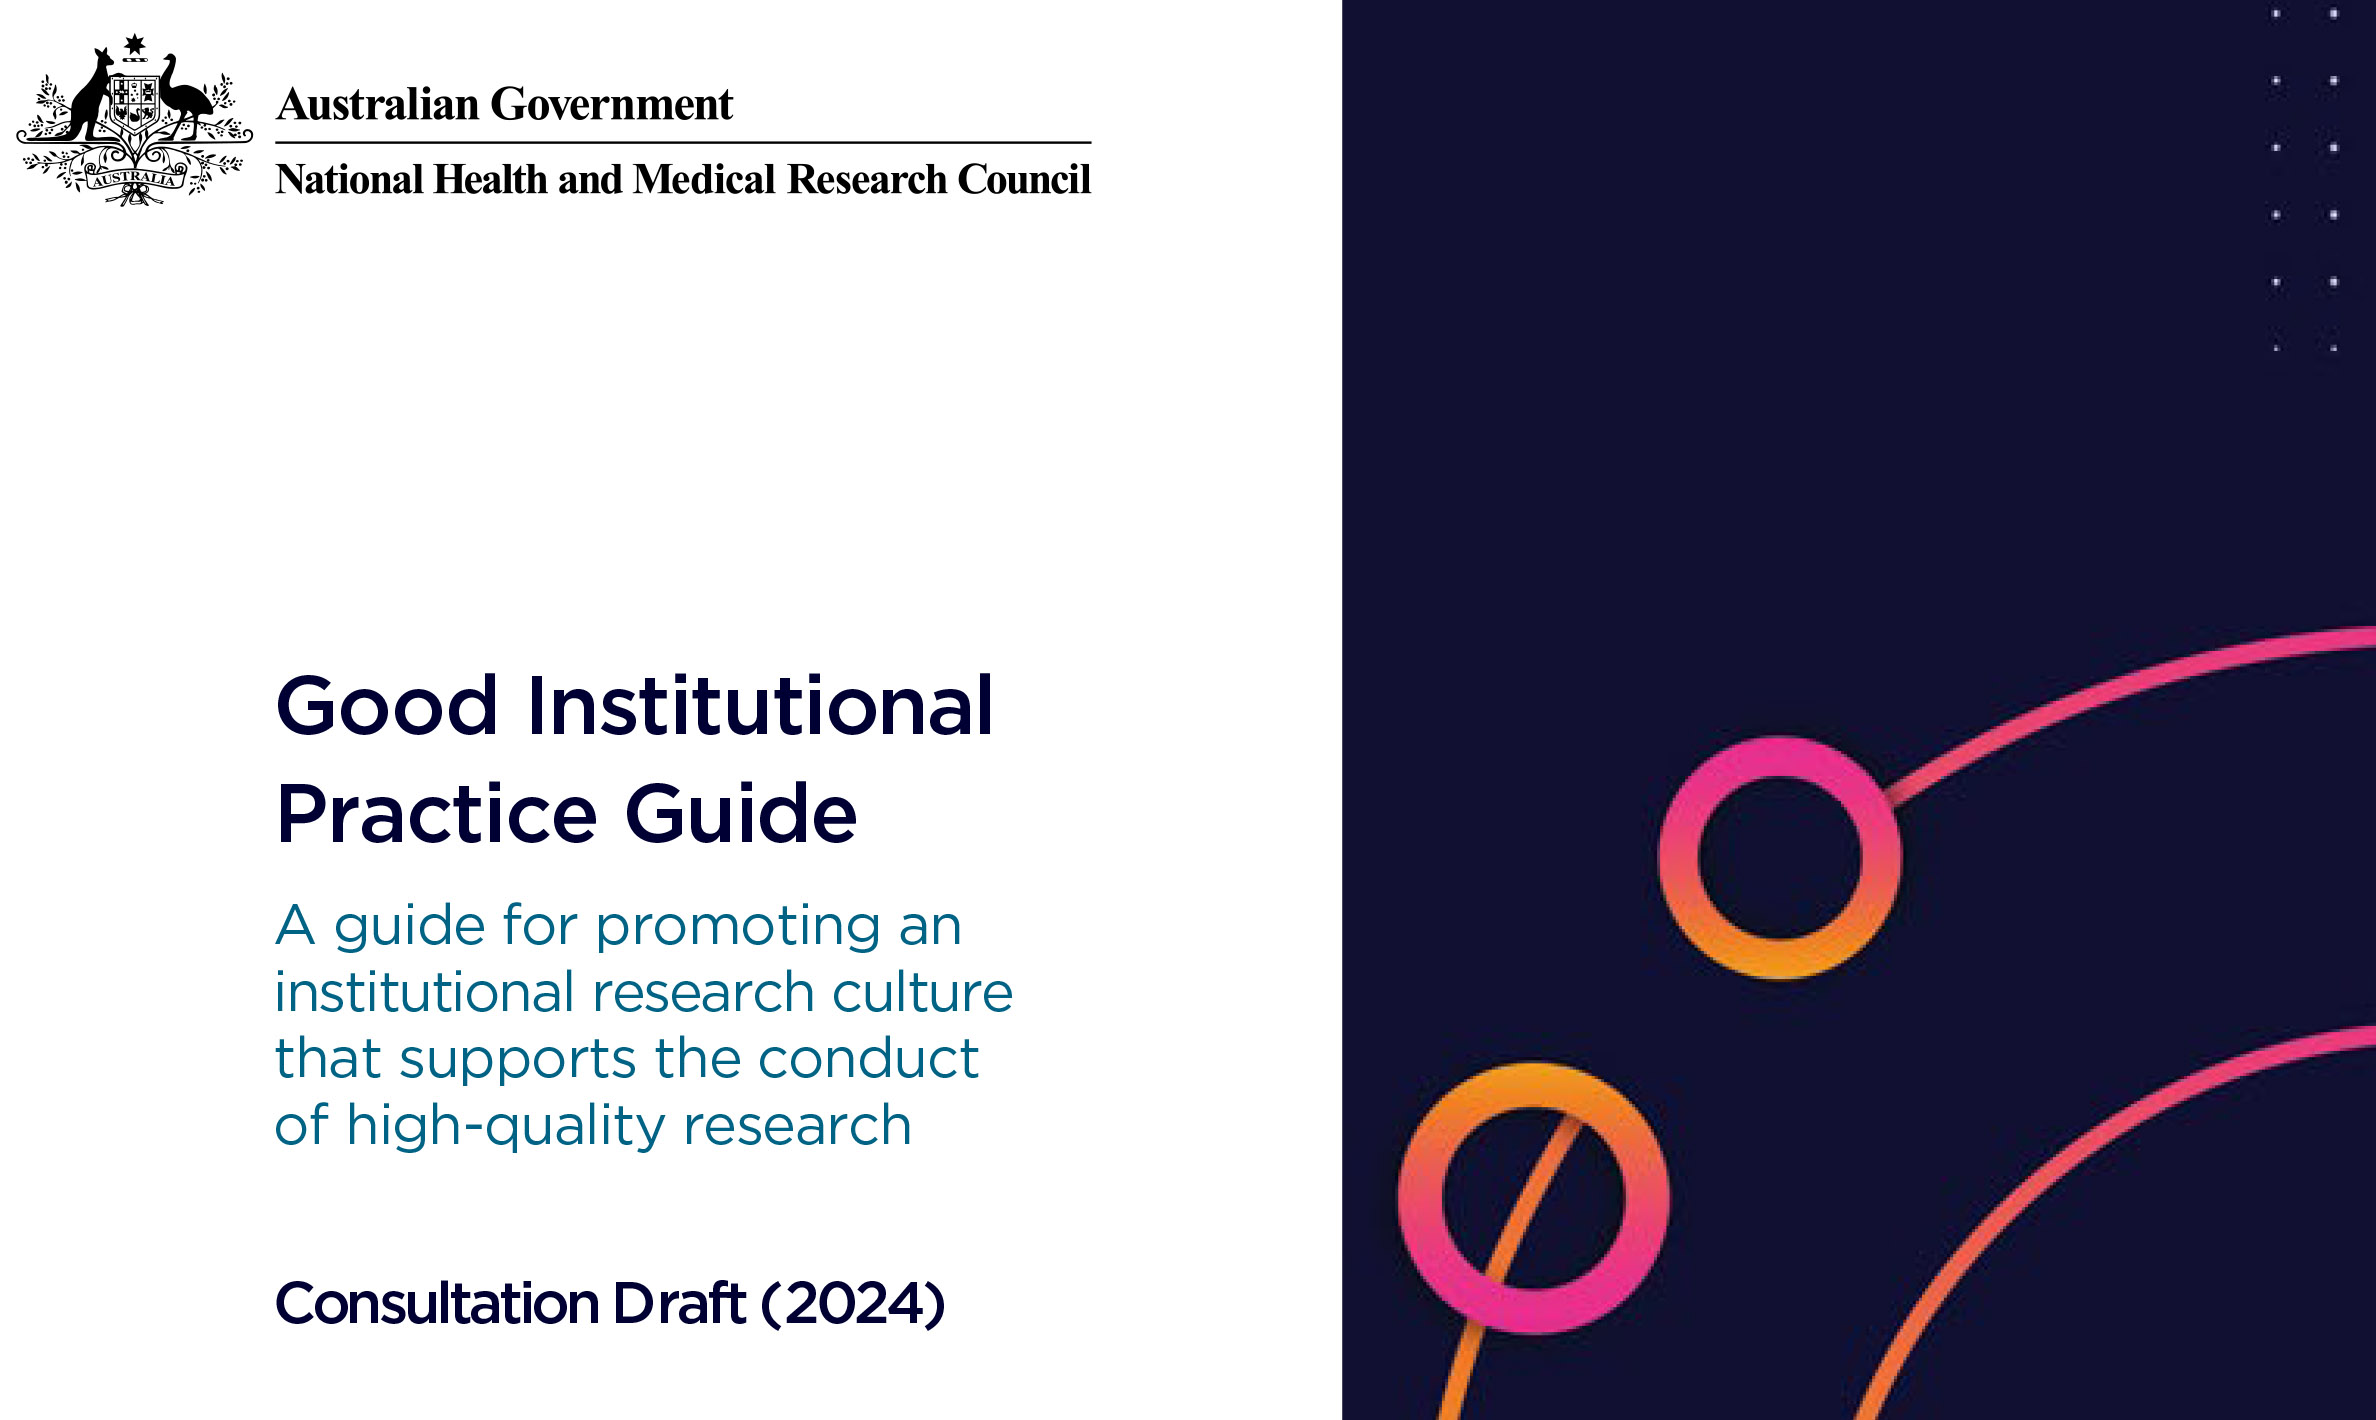 Australian Government
National Health and Medical Research Council
AUSTRALIA
Good Institutional
Practice Guide
A guide for promoting an
institutional research culture
that supports the conduct
of high-quality research
Consultation Draft (2024)